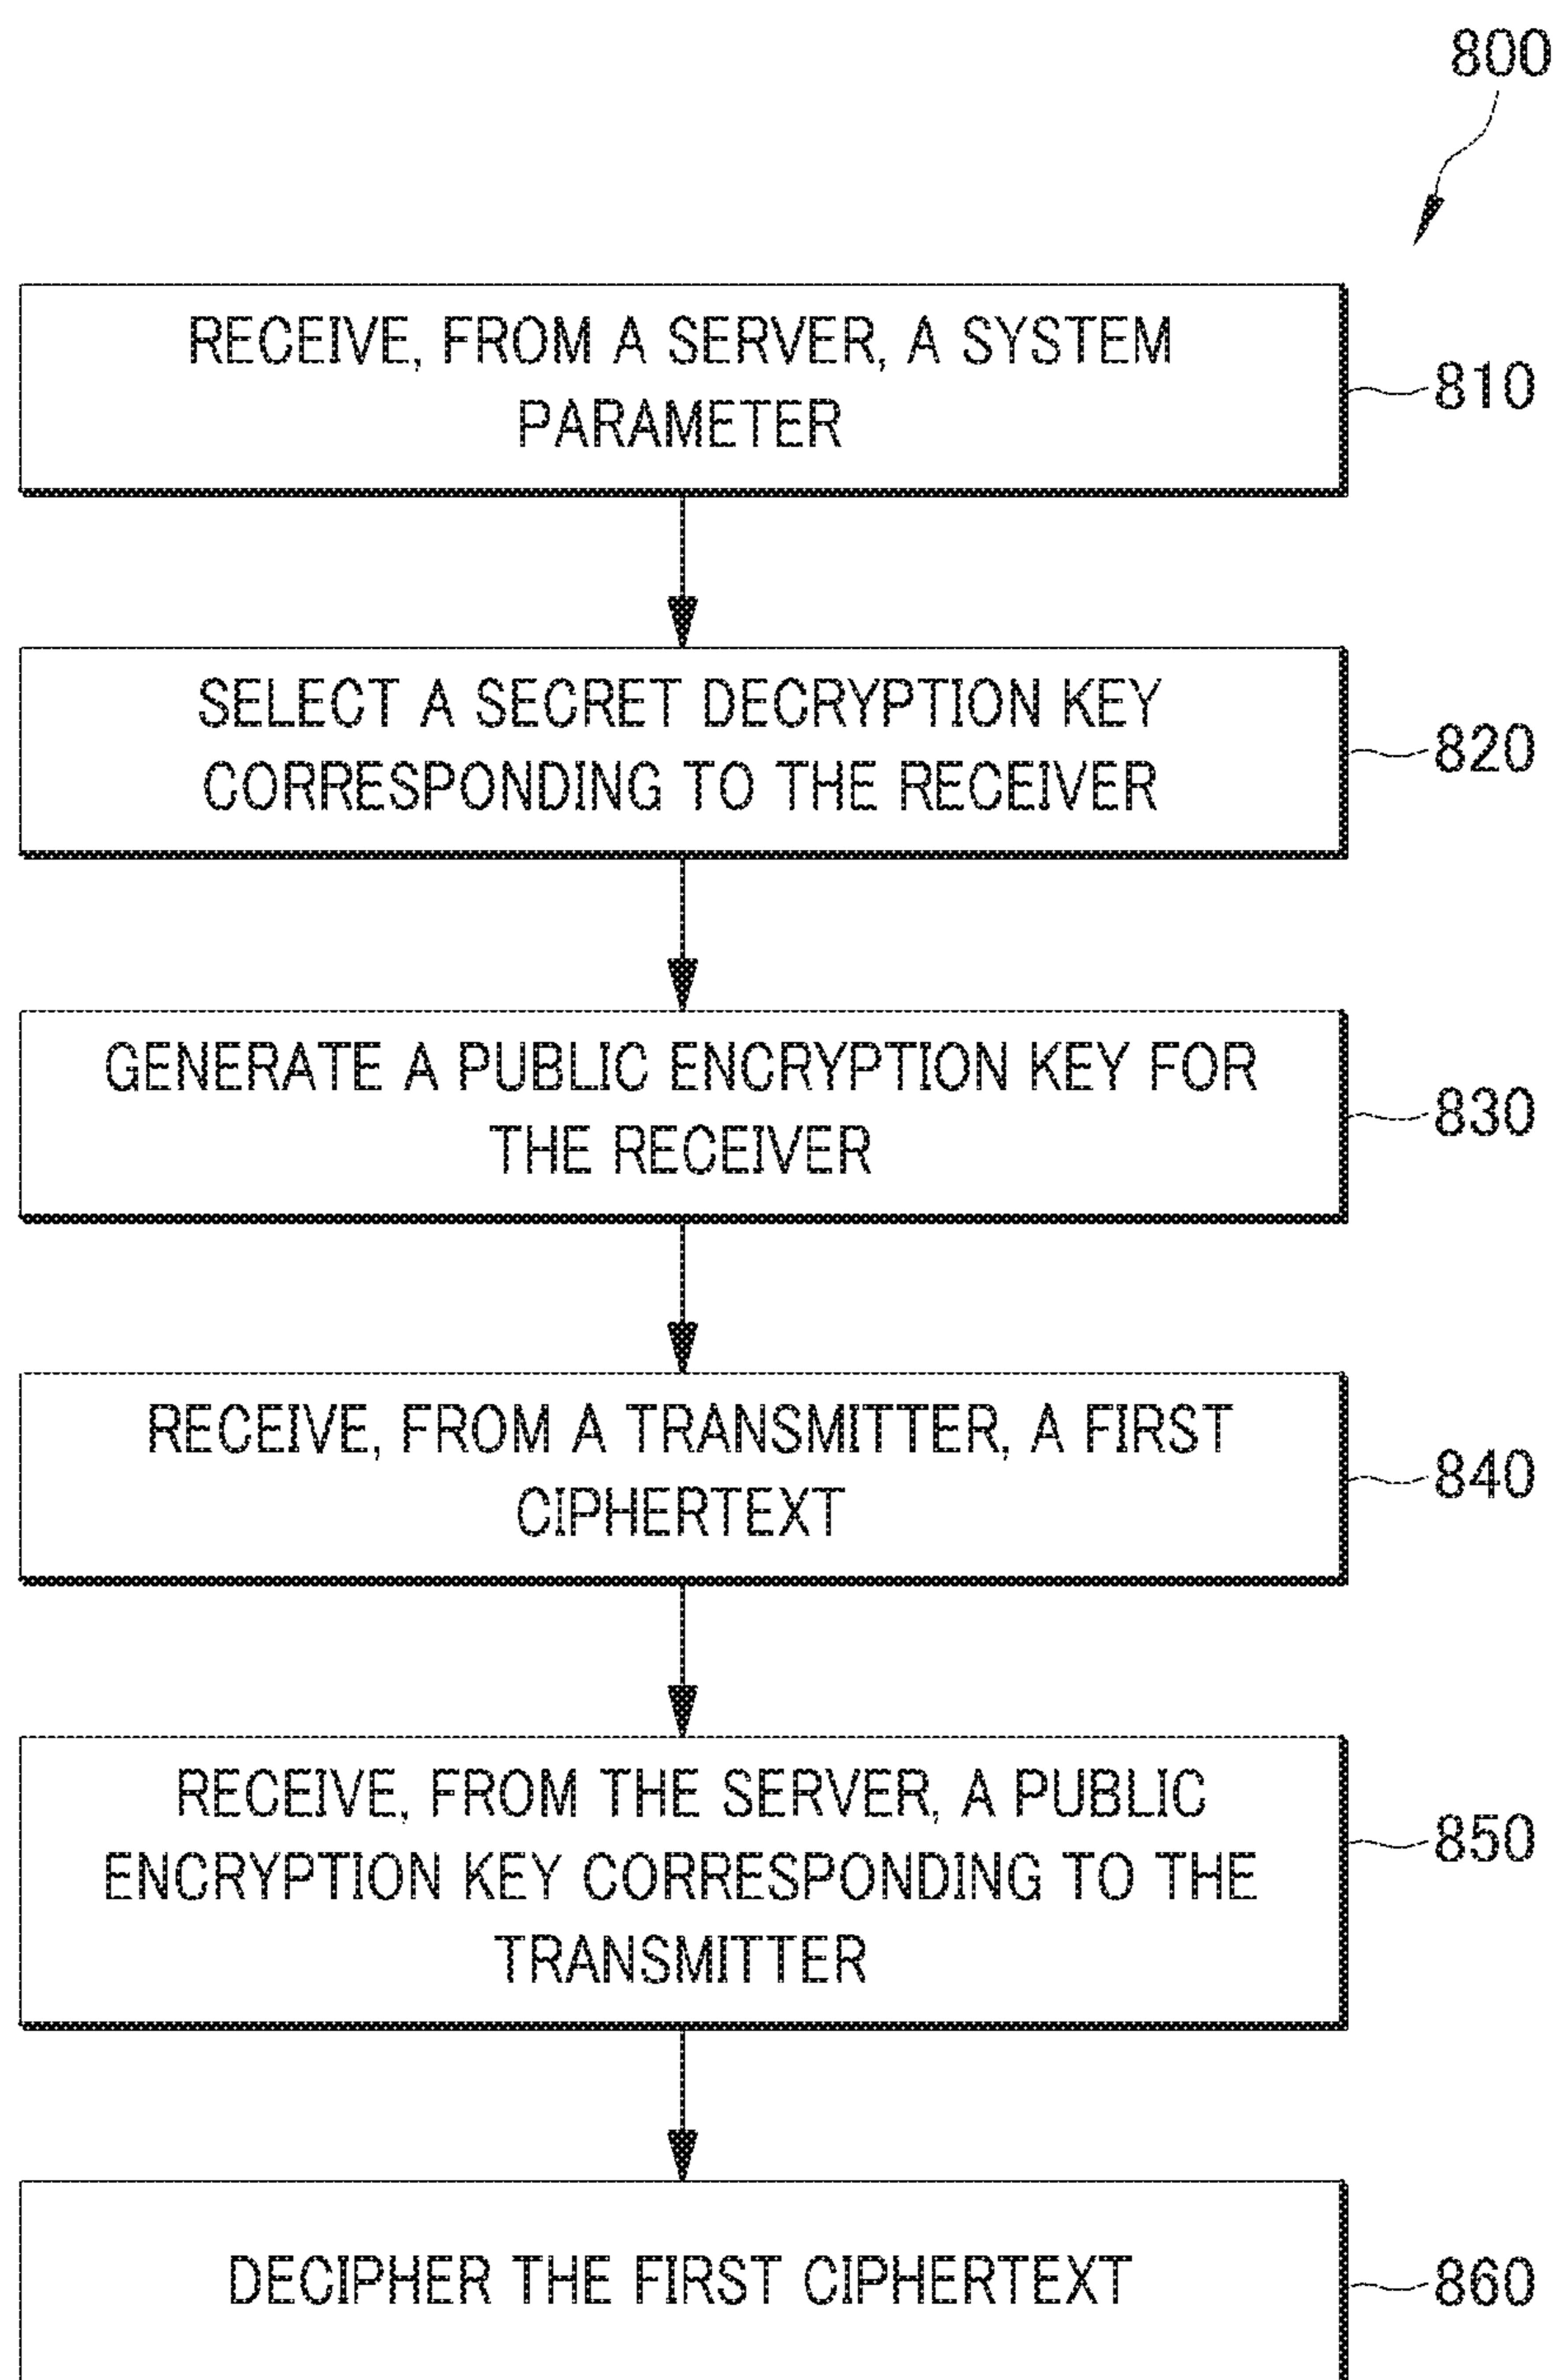 800
RECEIVE, FROM A SERVER, A SYSTEM
PARAMETER
810
SELECT A SECRET DECRYPTION KEY
CORRESPONDING TO THE RECEIVER
820
GENERATE A PUBLIC ENCRYPTION KEY FOR
THE RECEIVER
830
RECEIVE, FROM A TRANSMITTER, A FIRST
CIPHERTEXT
840
RECEIVE, FROM THE SERVER, A PUBLIC
ENCRYPTION KEY CORRESPONDING TO THE
TRANSMITTER
850
DECIPHER THE FIRST CIPHERTEXT
860